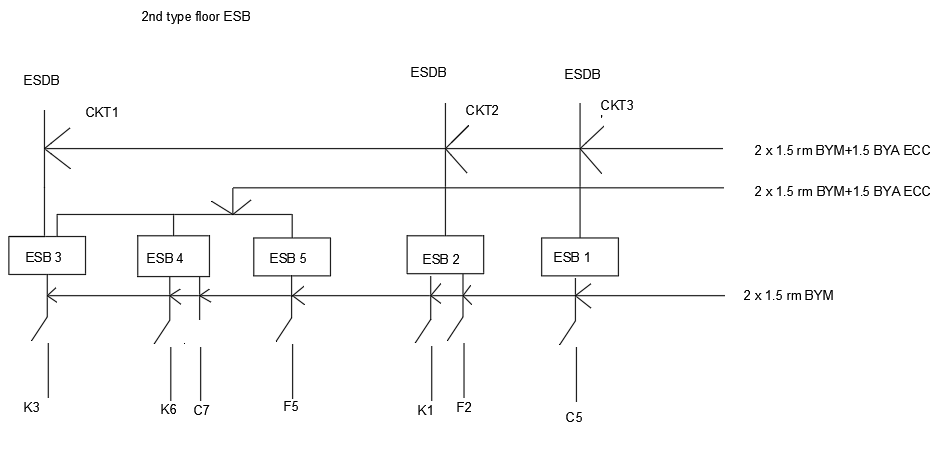 2nd type floor ESB
ESDB
ESDB
ESDB
CKT1
CKT2
CKT3
2 x 1.5 rm BYM+1.5 BYA ECC
2 x 1.5 rm BYM+1.5 BYA ECC
ESB 3
ESB 4
ESB 5
ESB 2
ESB 1
2 x 1.5 rm BYM
K3
K6
C7
F5
K1
F2
C5